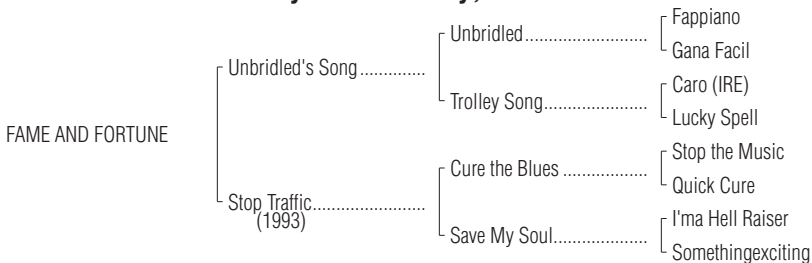 Fappiano
Unbridled..............................
Gana Facil
Unbridled's Song..............
Caro (IRE)
Trolley Song.........................
Lucky Spell
FAME AND FORTUNE
Stop the Music
Cure the Blues .....................
Quick Cure
Stop Traffic...........................
(1993)
I'ma Hell Raiser
Save My Soul.......................
Somethingexciting